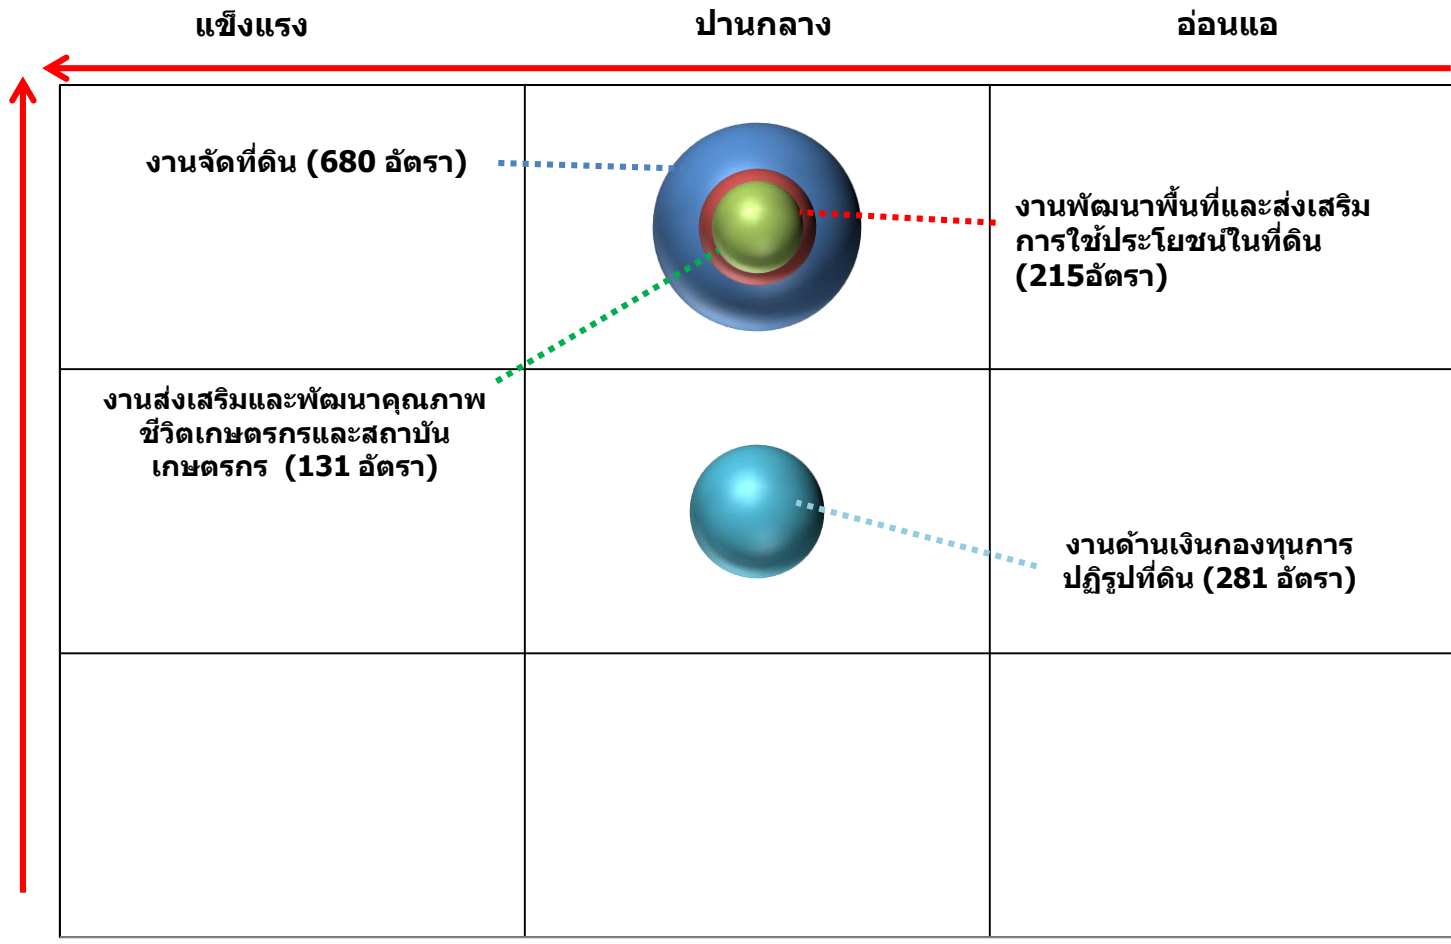 แข็งแรง
ปานกลาง
อ่อนแอ
งานจัดที่ดิน (680 อัตรา)
งานพัฒนาพื้นที่และส่งเสริม
การใช้ประโยชน์ในที่ดิน
(215อัตรา)
งานส่งเสริมและพัฒนาคุณภาพ
ชีวิตเกษตรกรและสถาบัน
เกษตรกร (131 อัตรา)
งานด้านเงินกองทุนการ
ปฏิรูปที่ดิน (281 อัตรา)